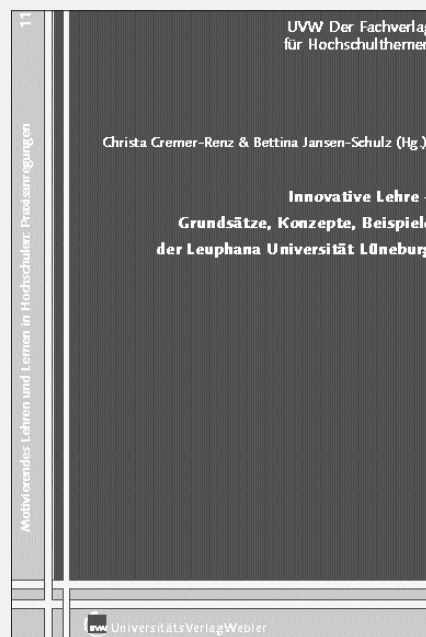 11
UVW Der Fachverlag
für Hochschulthemen
Christa Cremer-Renz & Bettina Jansen-Schulz (Hg.)
Innovative Lehre -
Grundsätze, Konzepte, Beispiele
der Leuphana Universität Lüneburg
Motivierendes Lehren und Lernen in Hochschulen: Praxisanregungen
UVW UniversitätsVerlagWebler